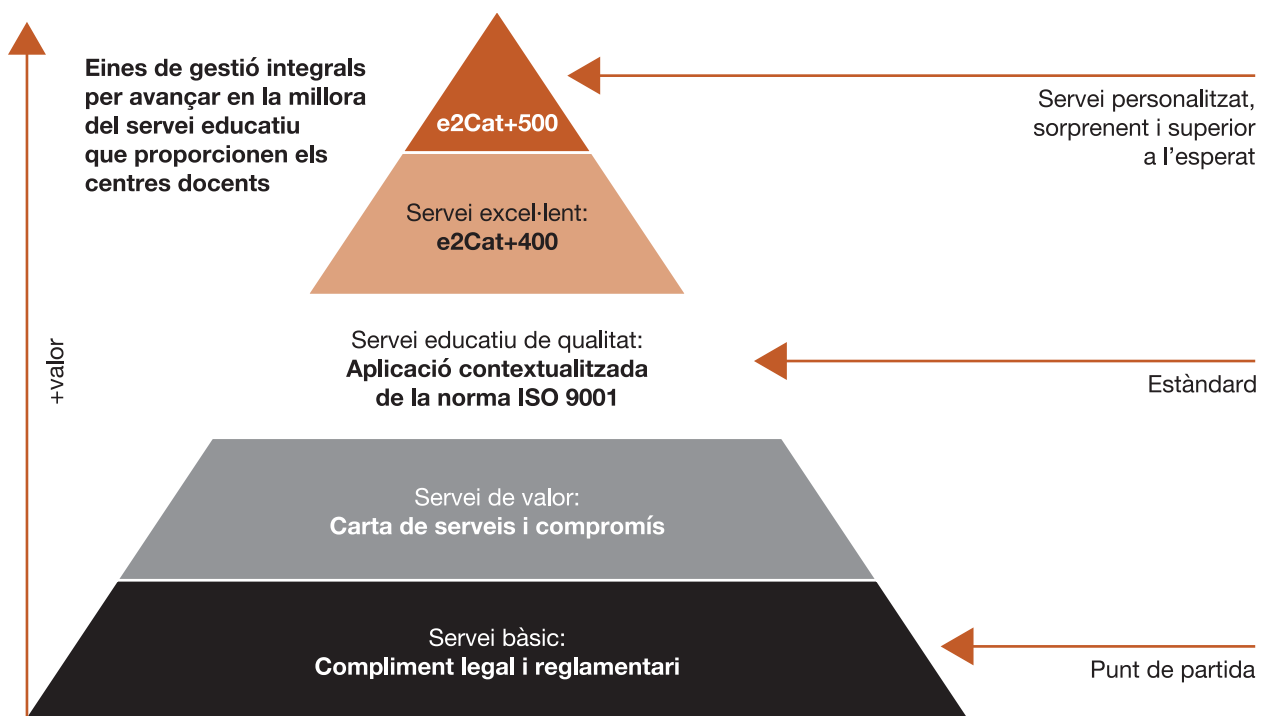 Eines de gestió integrals
per avançar en la millora
del servei educatiu
que proporcionen els
centres docents
e2Cat+500
Servei personalitzat,
sorprenent i superior
a l’esperat
Servei excel·lent:
e2Cat+400
+valor
Servei educatiu de qualitat:
Aplicació contextualitzada
de la norma ISO 9001
Estàndard
Servei de valor:
Carta de serveis i compromís
Servei bàsic:
Compliment legal i reglamentari
Punt de partida